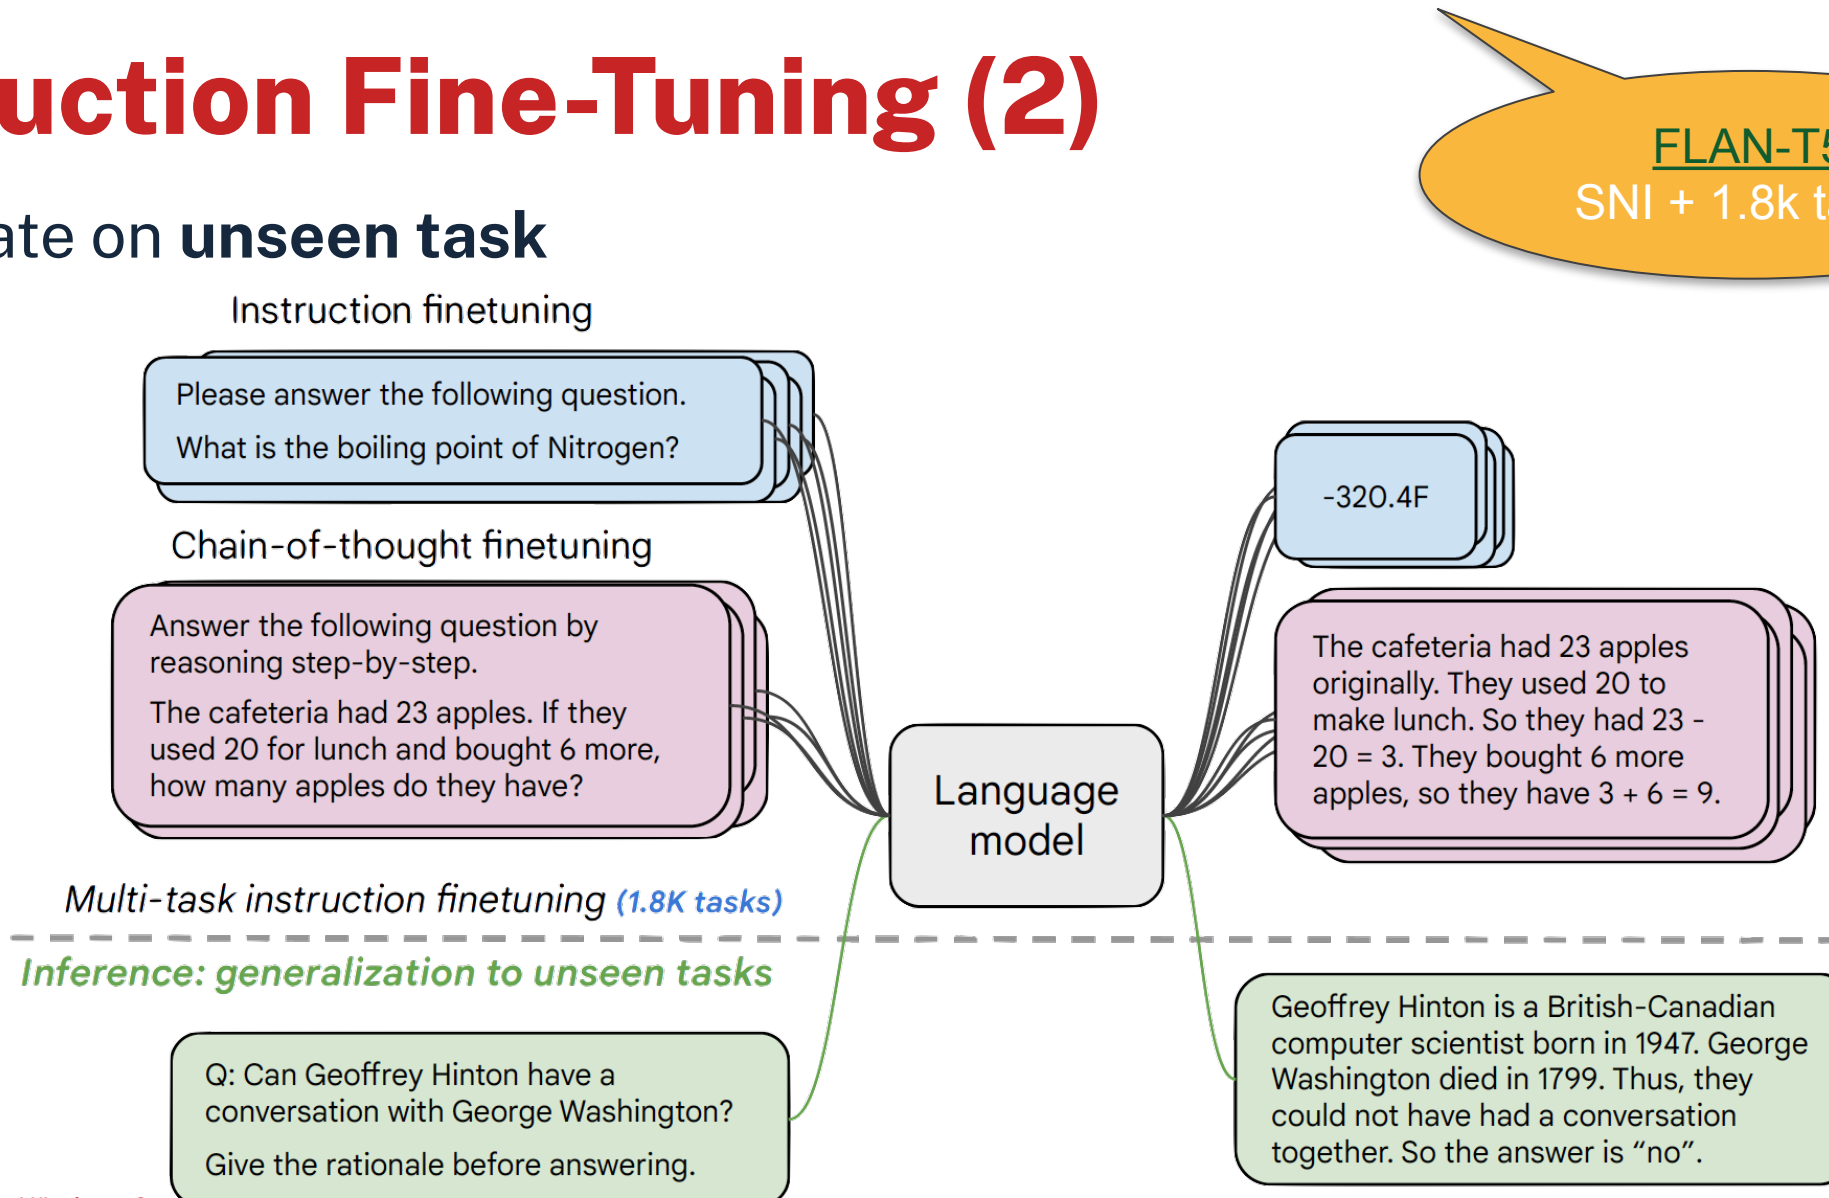 uction Fine-Tuning (2)
FLAN-T5
SNI + 1.8k ta
ate on unseen task
Instruction finetuning
Please answer the following question.
What is the boiling point of Nitrogen?
-320.4F
Chain-of-thought finetuning
Answer the following question by
reasoning step-by-step.
The cafeteria had 23 apples. If they
used 20 for lunch and bought 6 more,
how many apples do they have?
The cafeteria had 23 apples
originally. They used 20 to
make lunch. So they had 23 -
20 = 3. They bought 6 more
apples, so they have 3 + 6 = 9.
Language
model
Multi-task instruction finetuning (1.8K tasks)
Inference: generalization to unseen tasks
Q: Can Geoffrey Hinton have a
conversation with George Washington?
Give the rationale before answering.
Geoffrey Hinton is a British-Canadian
computer scientist born in 1947. George
Washington died in 1799. Thus, they
could not have had a conversation
together. So the answer is “no”.